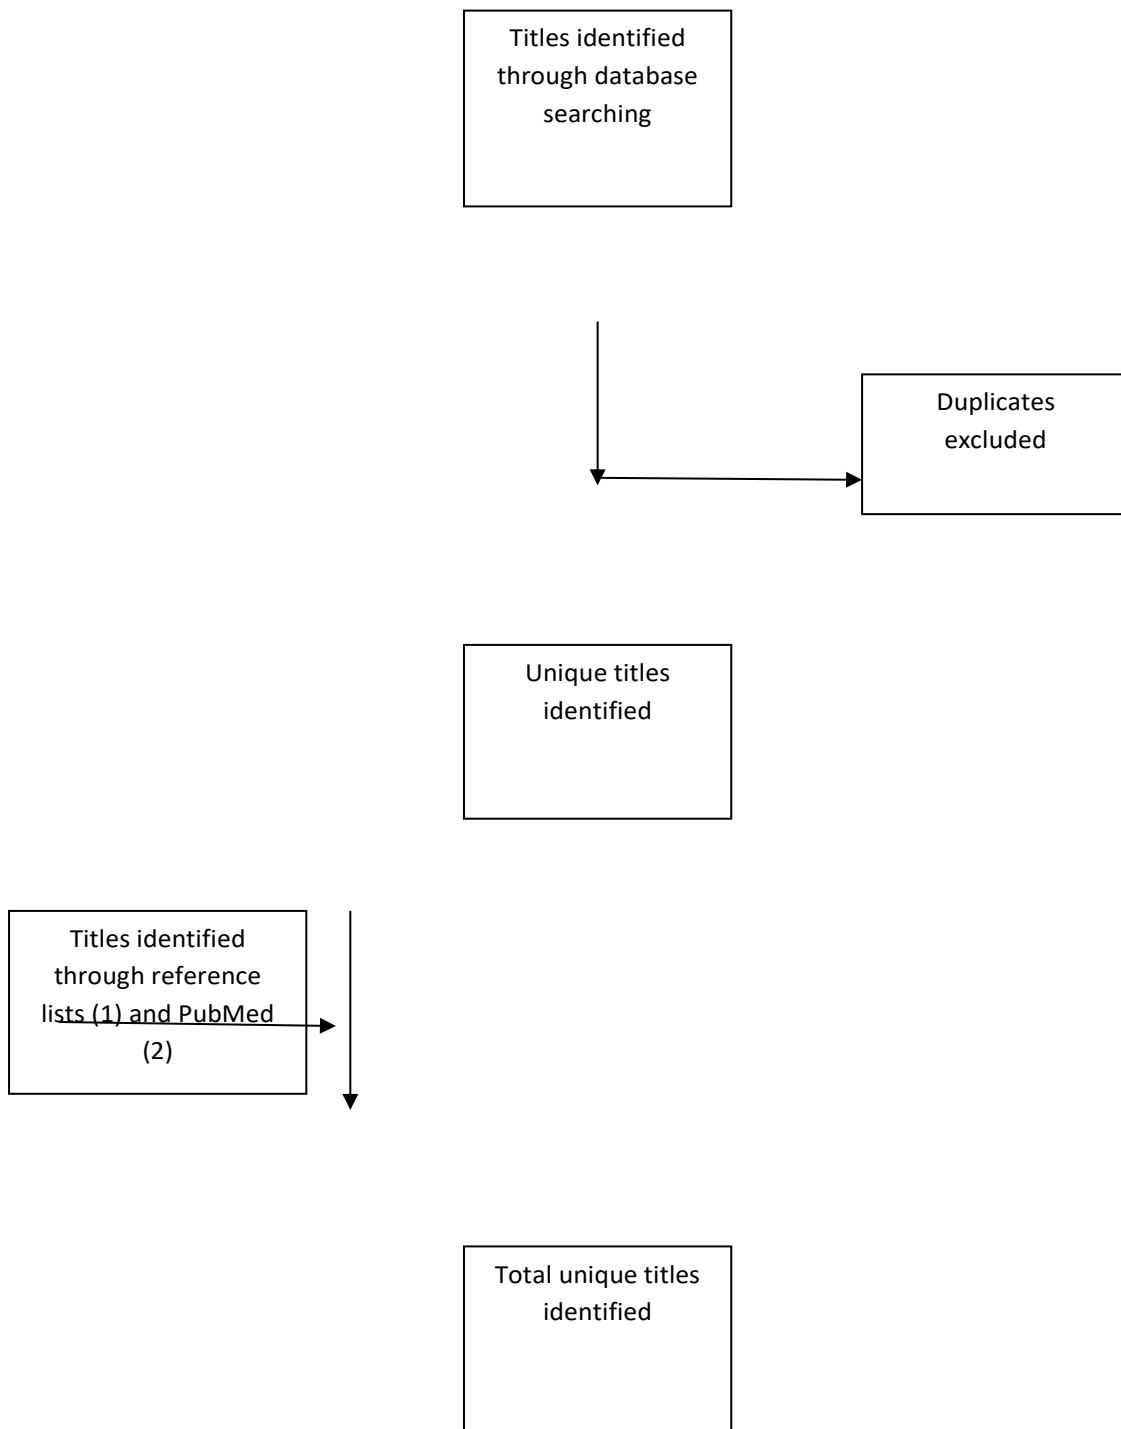 Titles identified
through database
searching
Duplicates
excluded
Unique titles
identified
Titles identified
through reference
lists (1) and PubMed
(2)
Total unique titles
identified